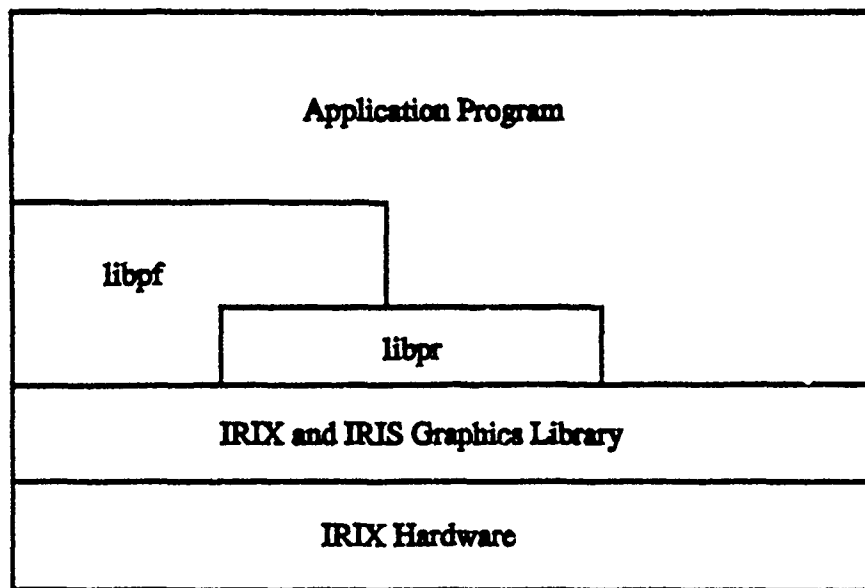 Application Program
libpf
libpr
IRIX and IRIS Graphics Library
IRIX Hardware